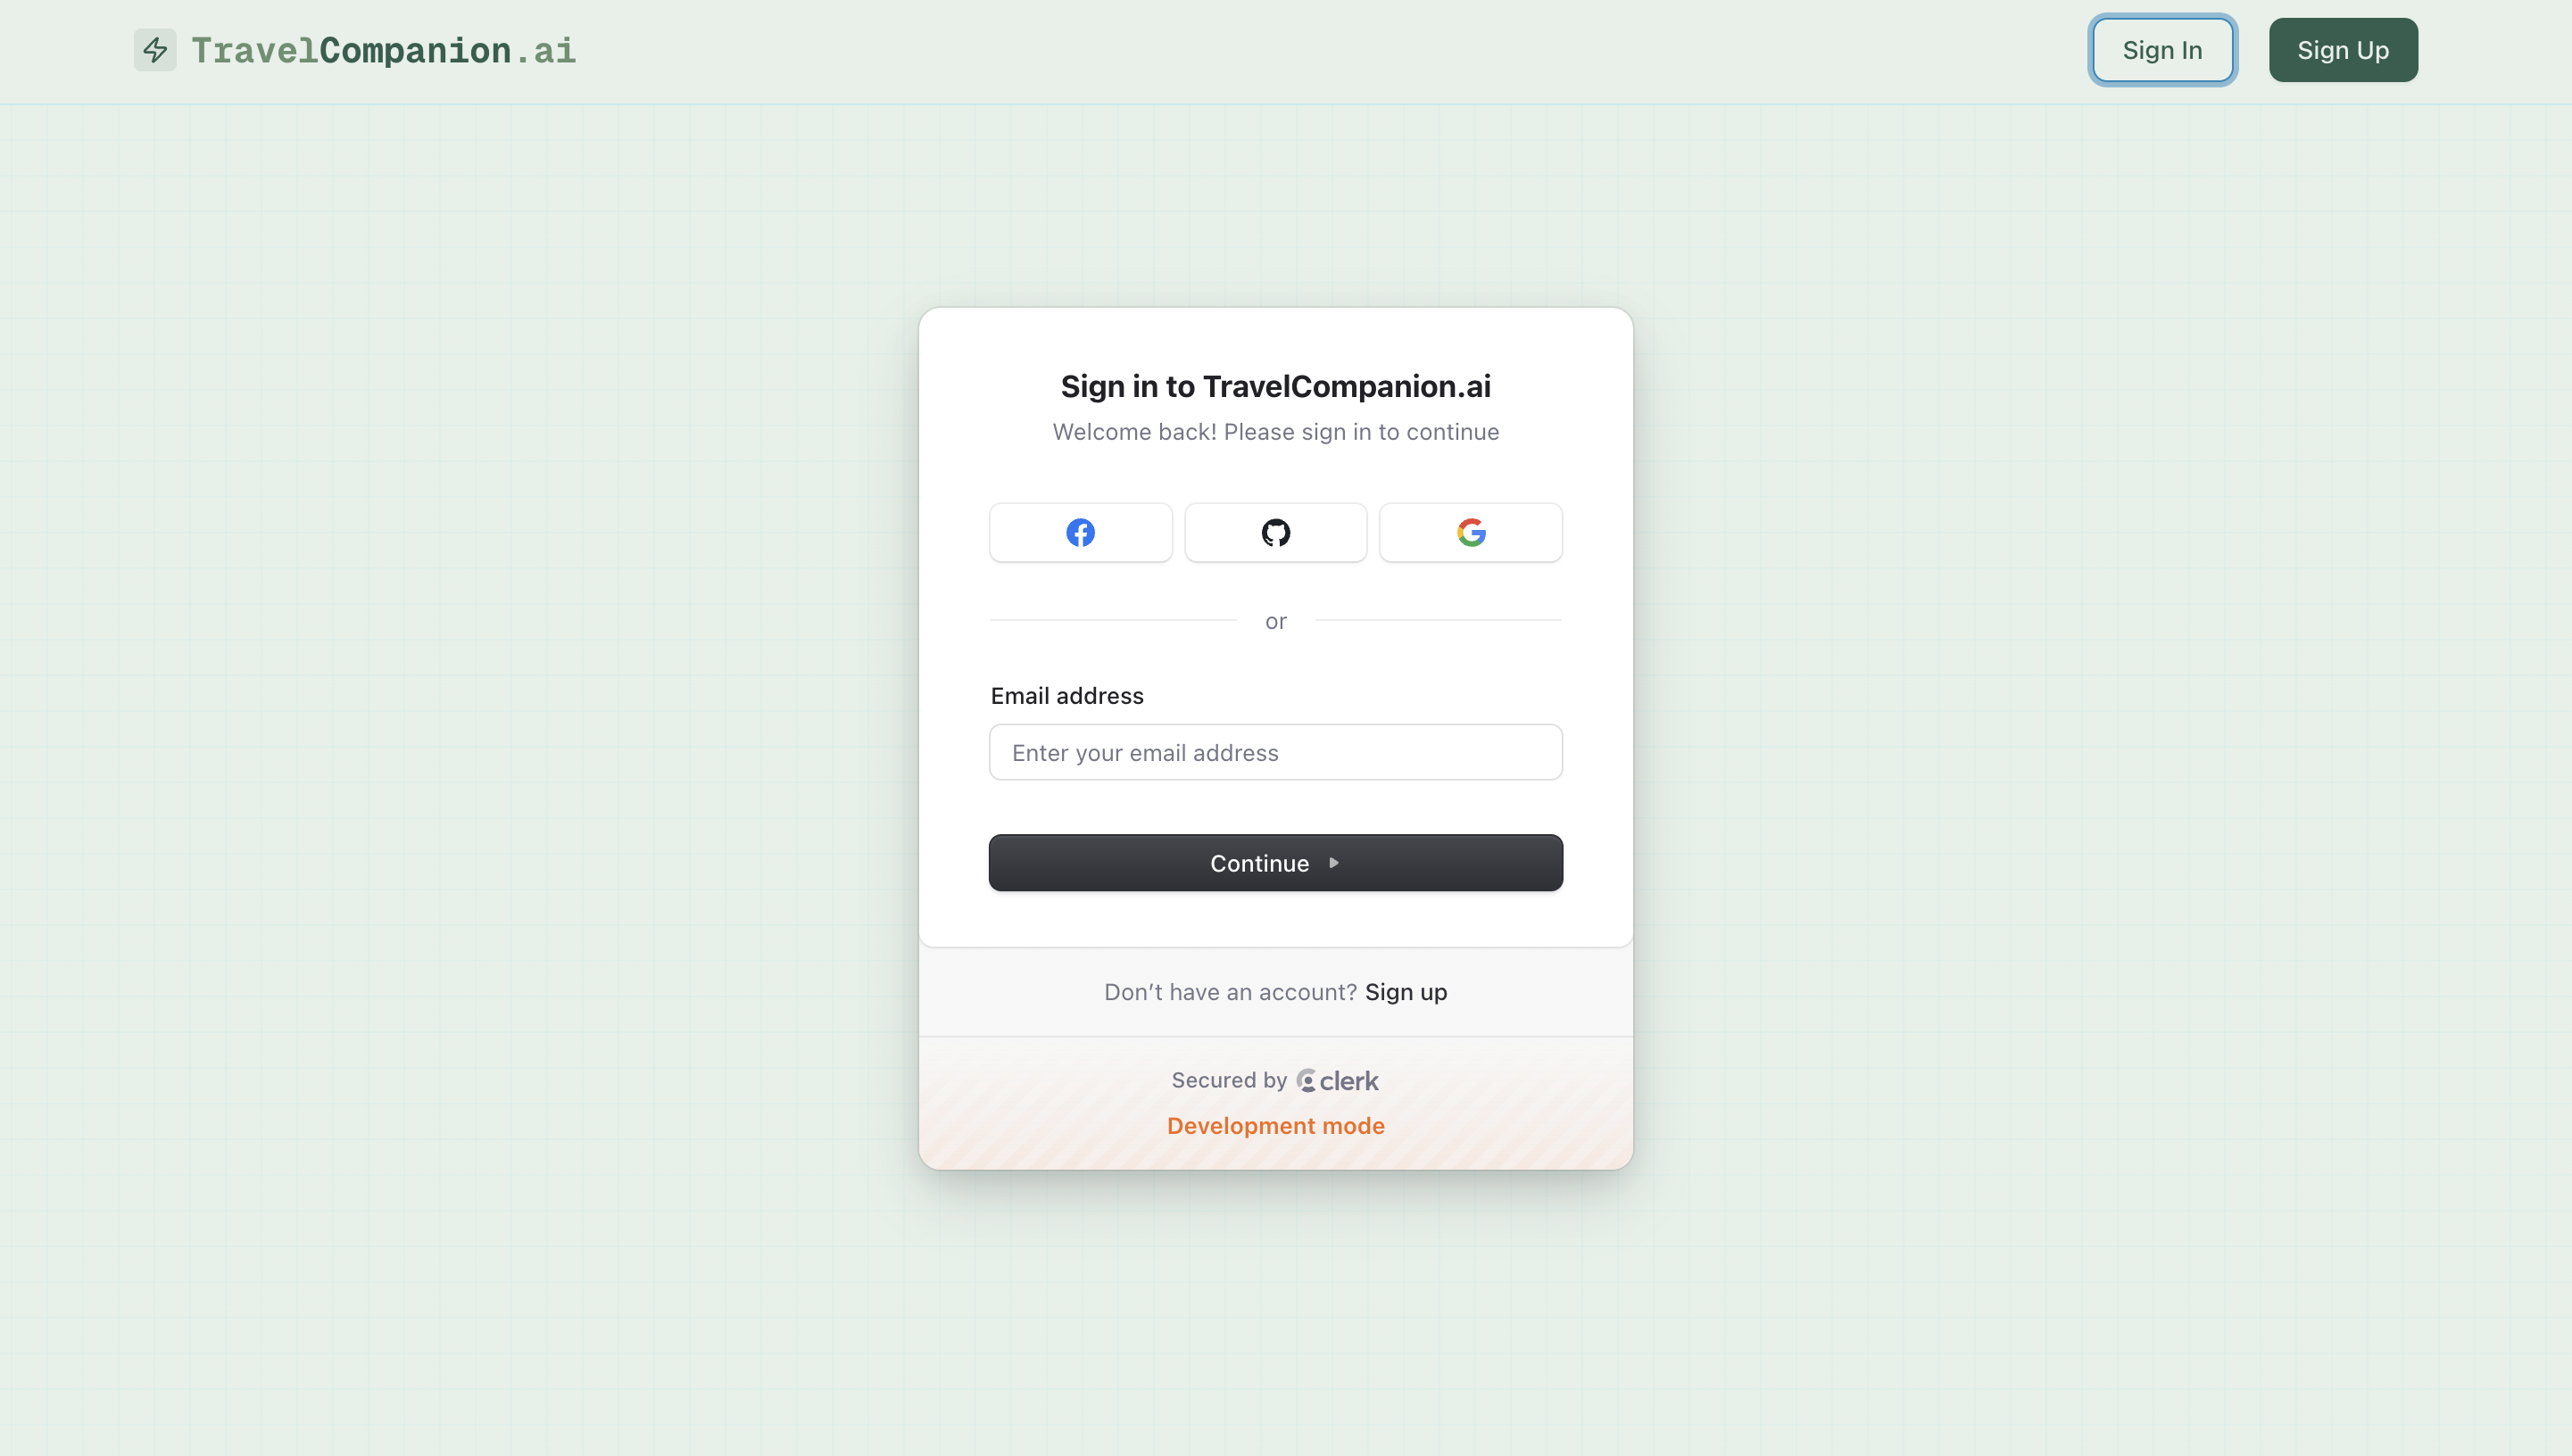 TravelCompanion.ai
Sign In
Sign Up
Sign in to TravelCompanion.ai
Welcome back! Please sign in to continue
or
Email address
Enter your email address
Continue
Don’t have an account? Sign up
Secured by clerk
Development mode